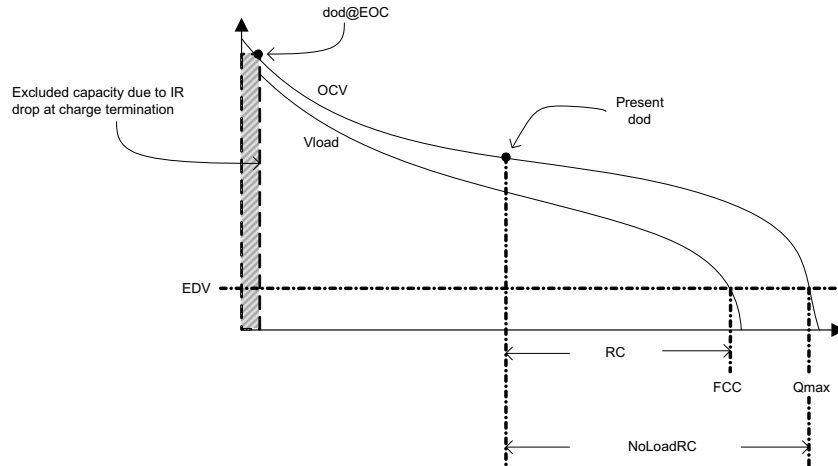 dod@EOC
Excluded capacity due to IR
drop at charge termination
OCV
Present
dod
Vload
EDV
RC
FCC
Qmax
NoLoadRC